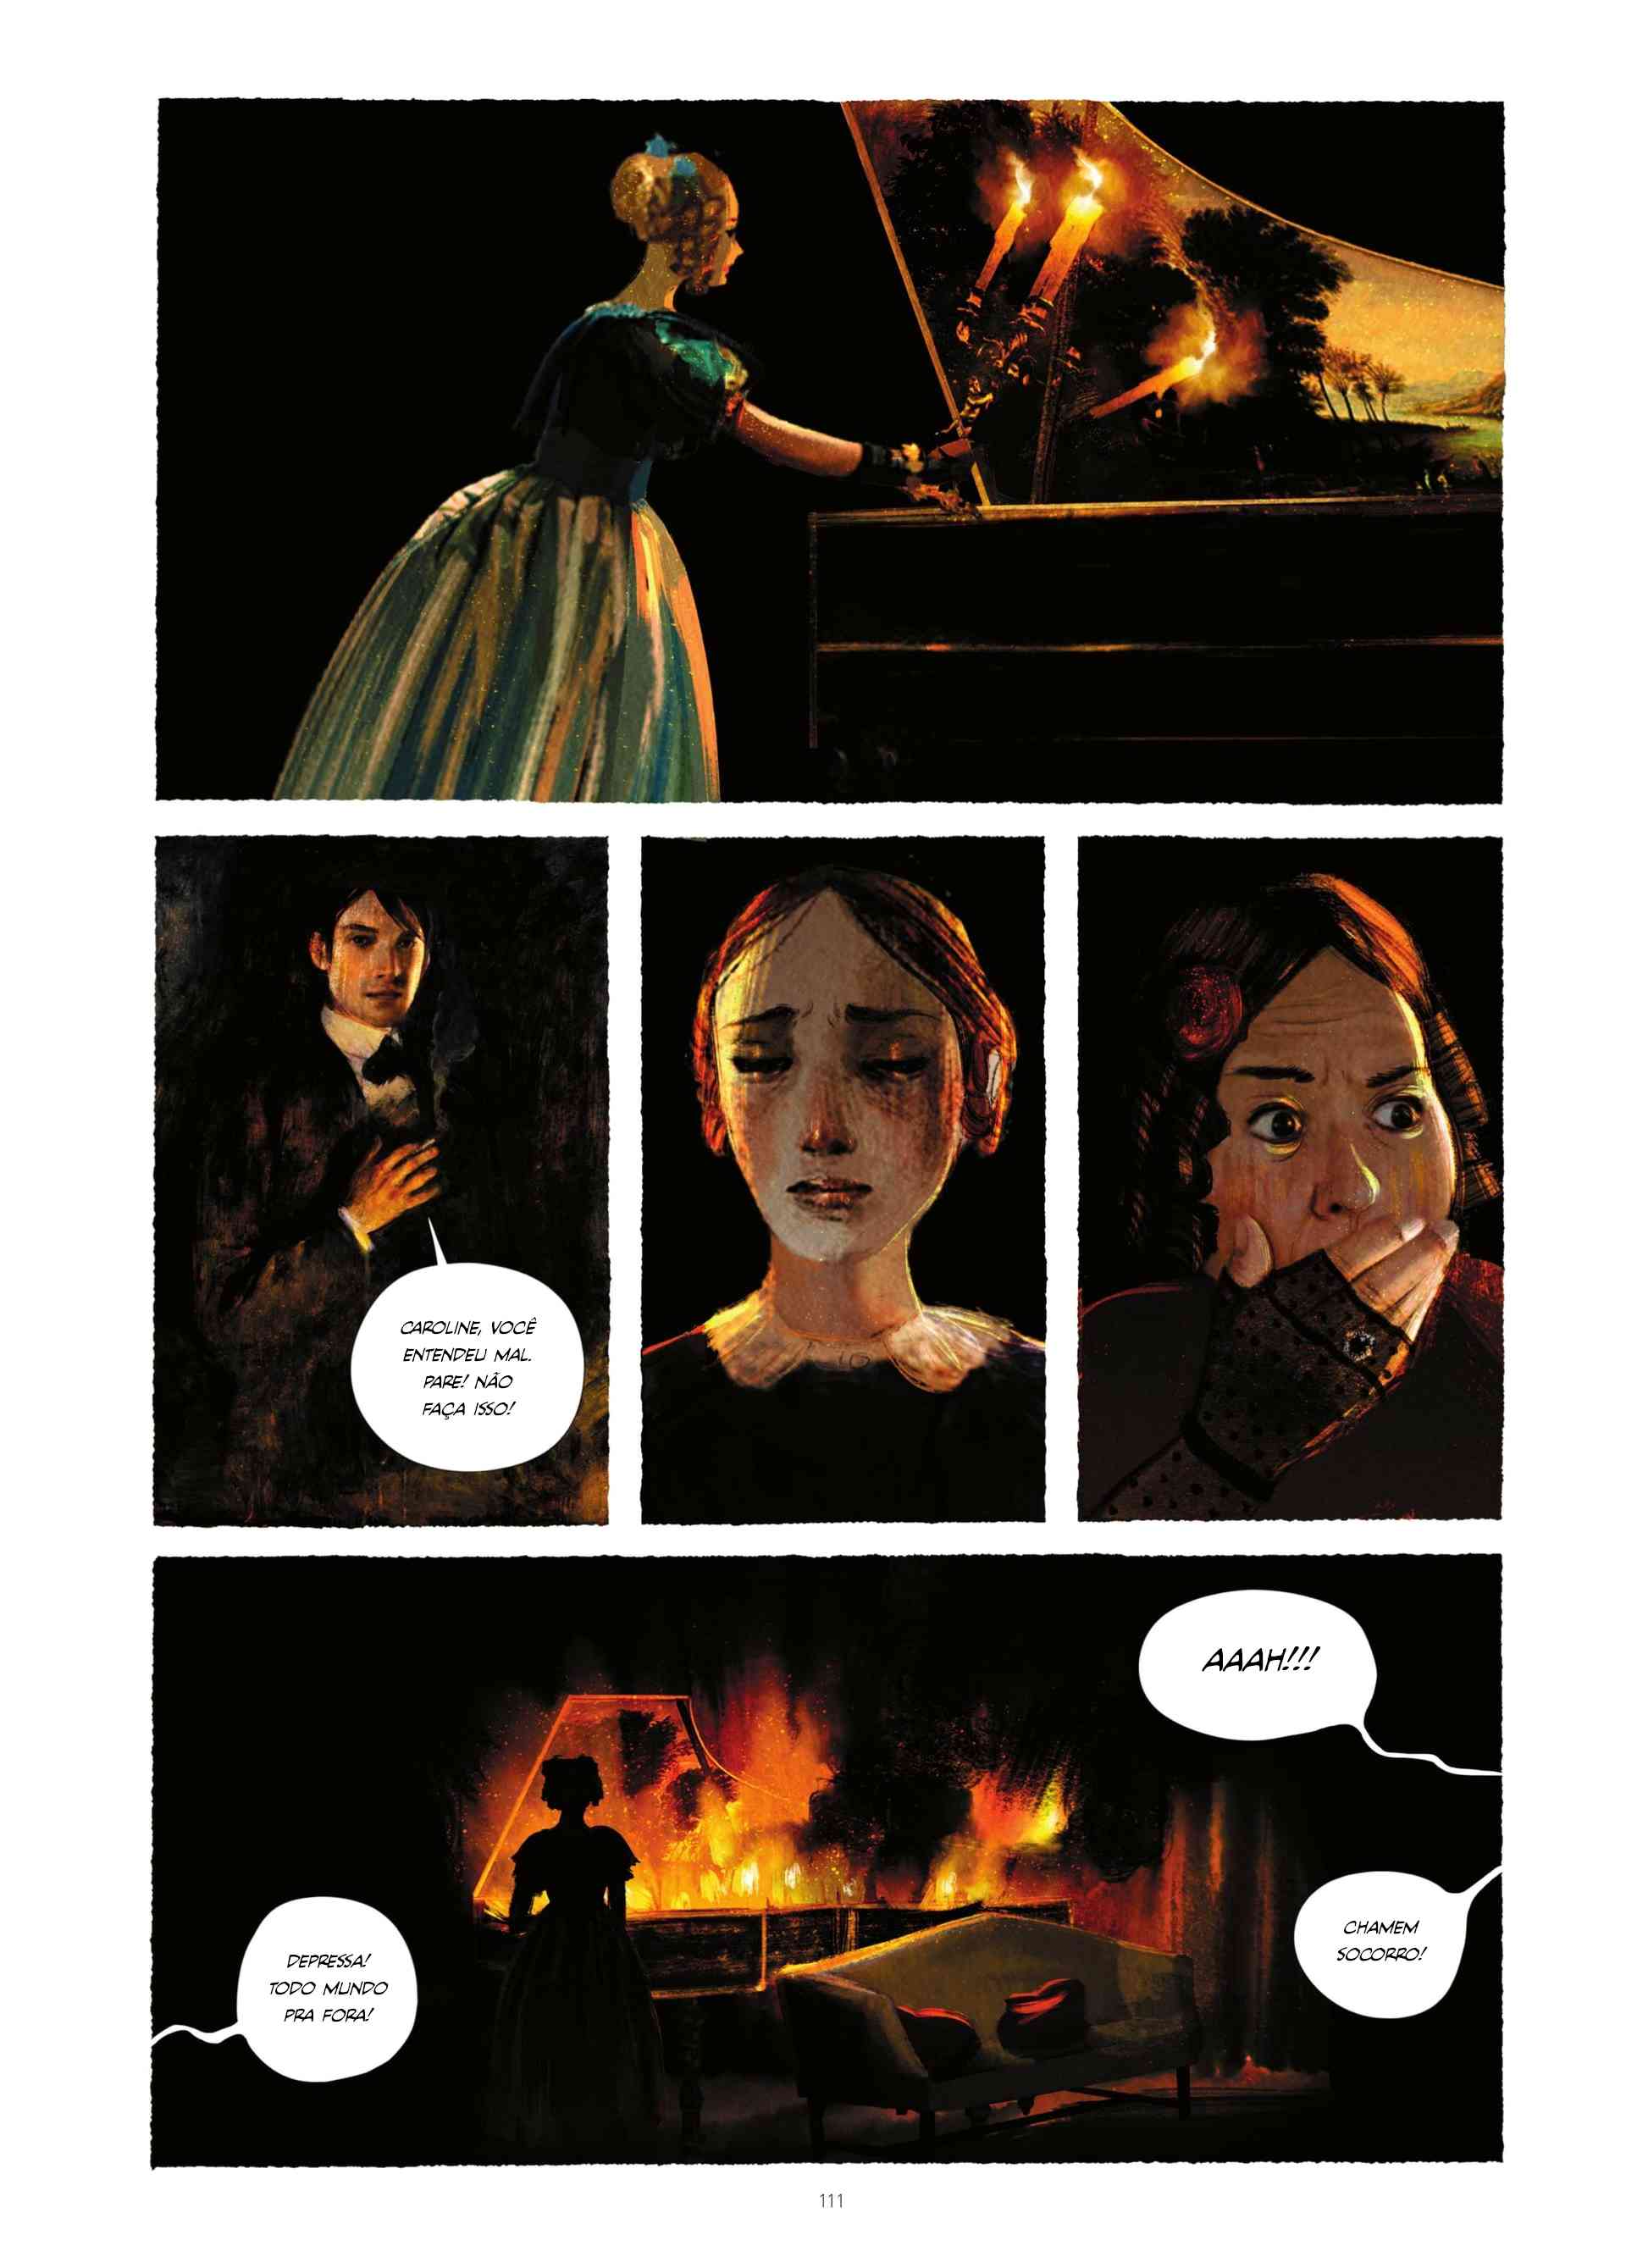 CAROLINE, VOCÊ
ENTENDEU MAL.
PARE! NÃO
FAÇA ISSO!
AAAH!!!
CHAMEM
SOCORRO!
DEPRESSA!
TODO MUNDO
PRA FORA!
111